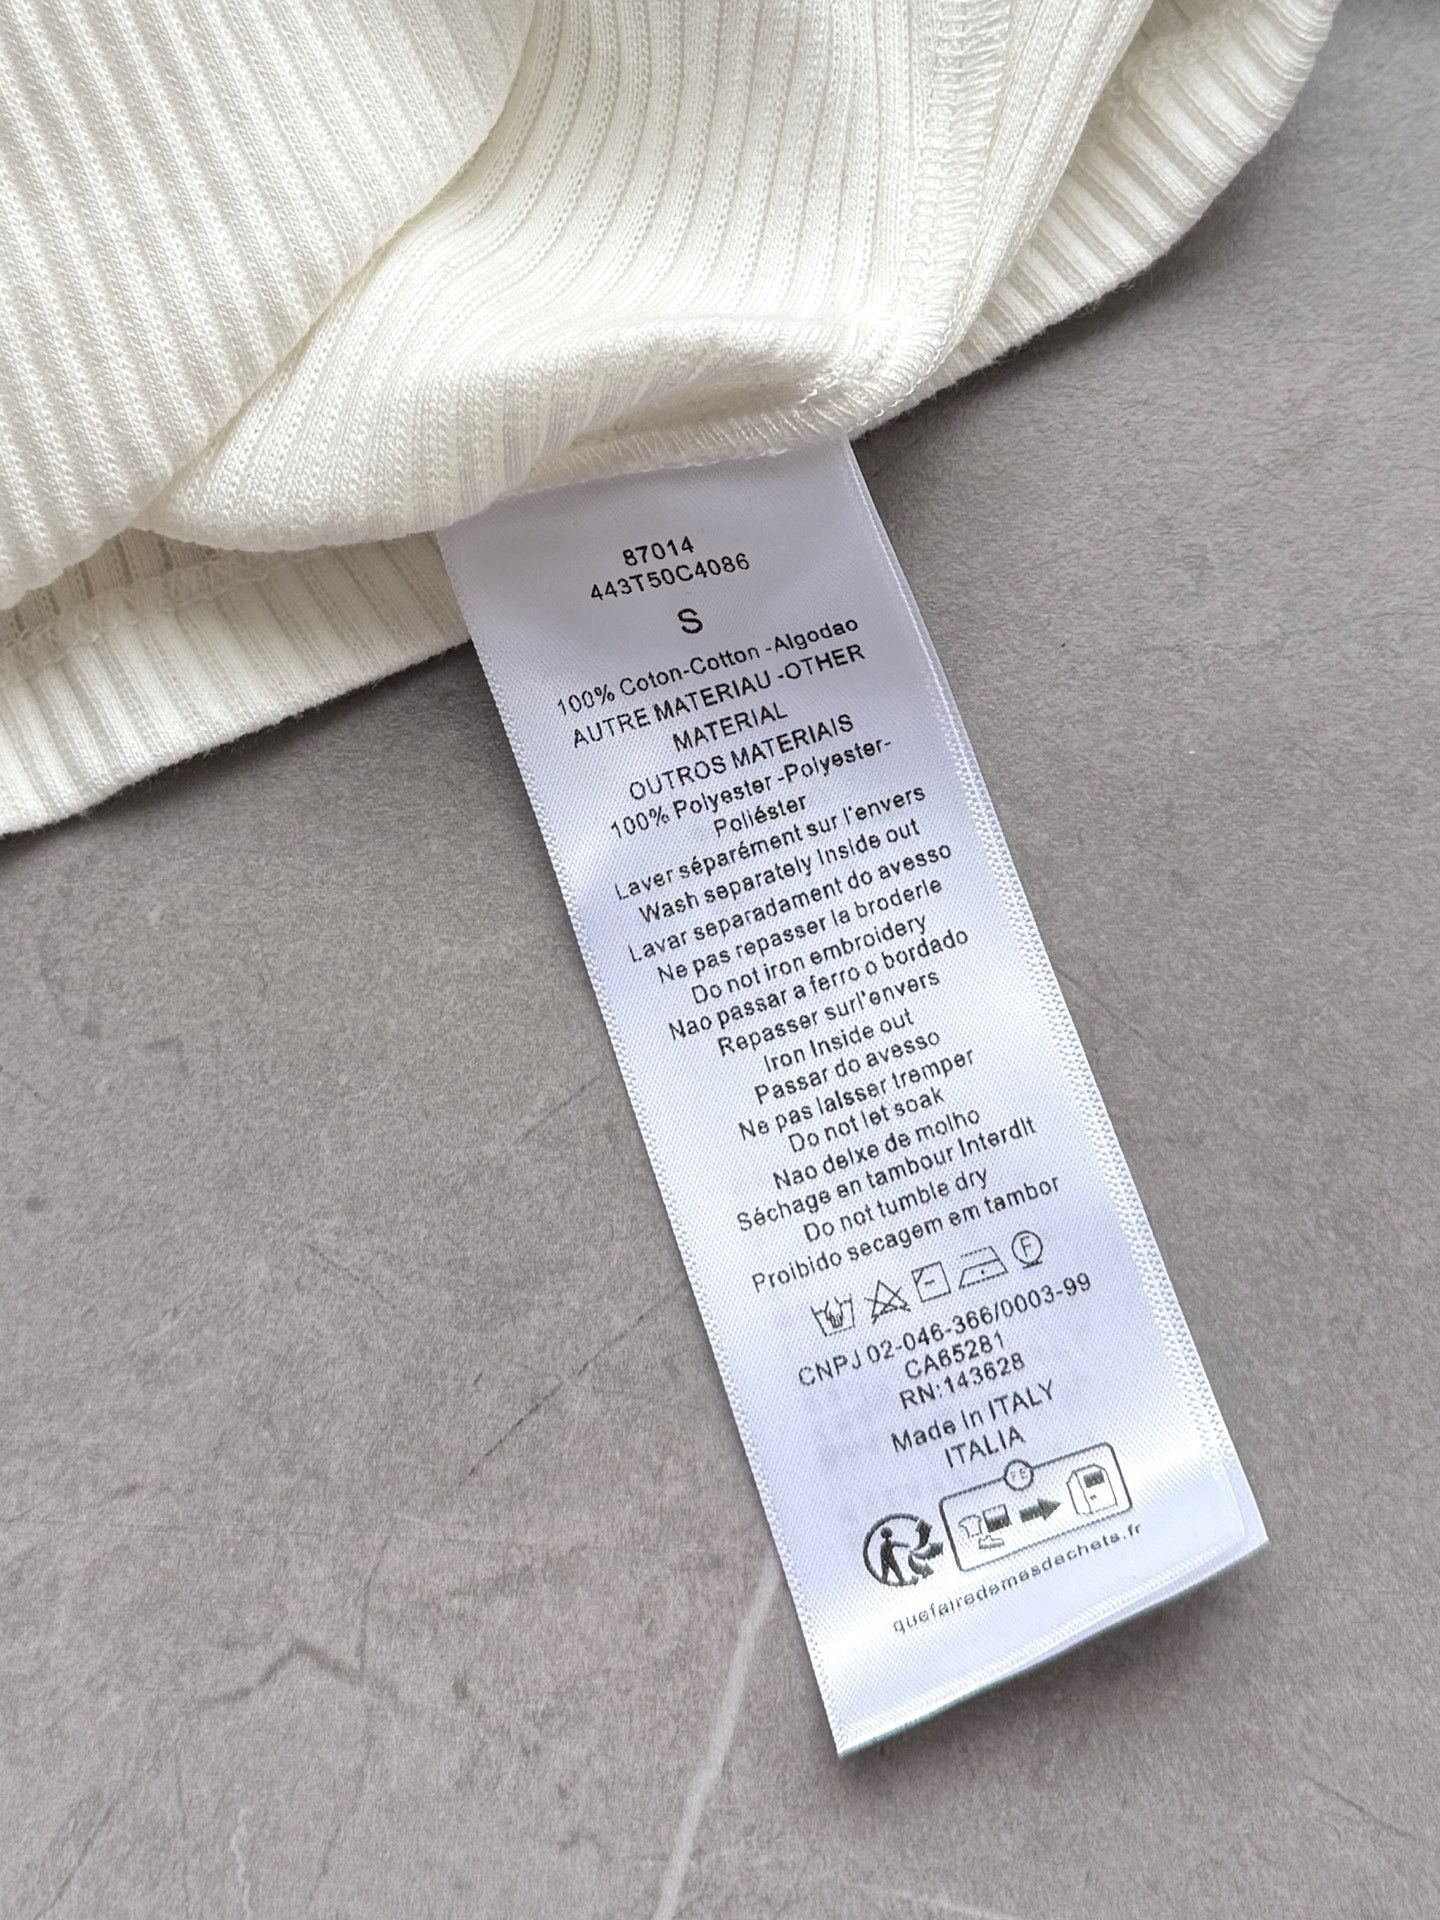 87014
443T50C4086
S
100% Coton-Cotton -Algodao
AUTRE MATERIAU -OTHER
MATERIAL
OUTROS MATERIAIS
100% Polyester -Polyester-
Poliéster
Laver séparément sur l'envers
Wash separately Inside out
Lavar separadament do avesso
Ne pas repasser la broderle
Do not iron embroidery
Nao passar a ferro o bordado
Repasser surl'envers
Iron Inside out
Passar do avesso
Ne pas laIsser tremper
Do not let soak
Nao delxe de molho
Séchage en tambour InterdIt
Do not tumble dry
Proibido secagem em tambor
F
CNPJ 02-046-366/0003-99
CA65281
RN:143628
Made In ITALY
ITALIA
quefairedemesdechets.fr